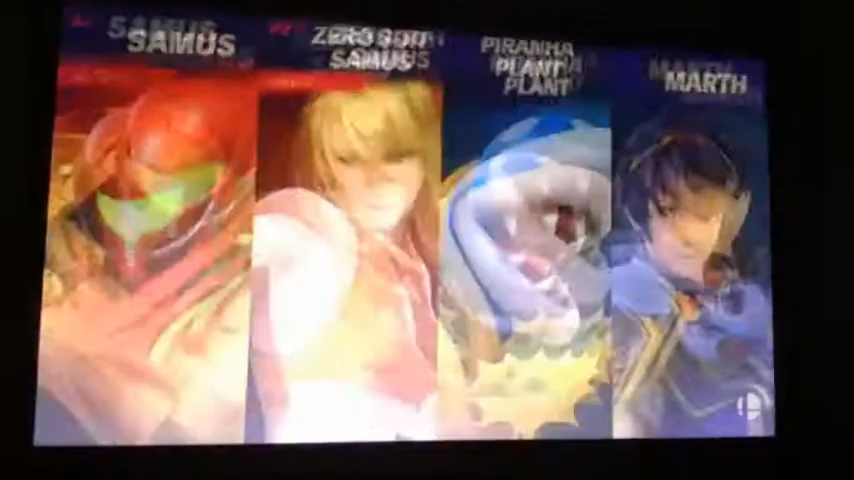 SAMUS
ZERO SUIT
SAMUS
PIRANHA
PLANT
MARTH